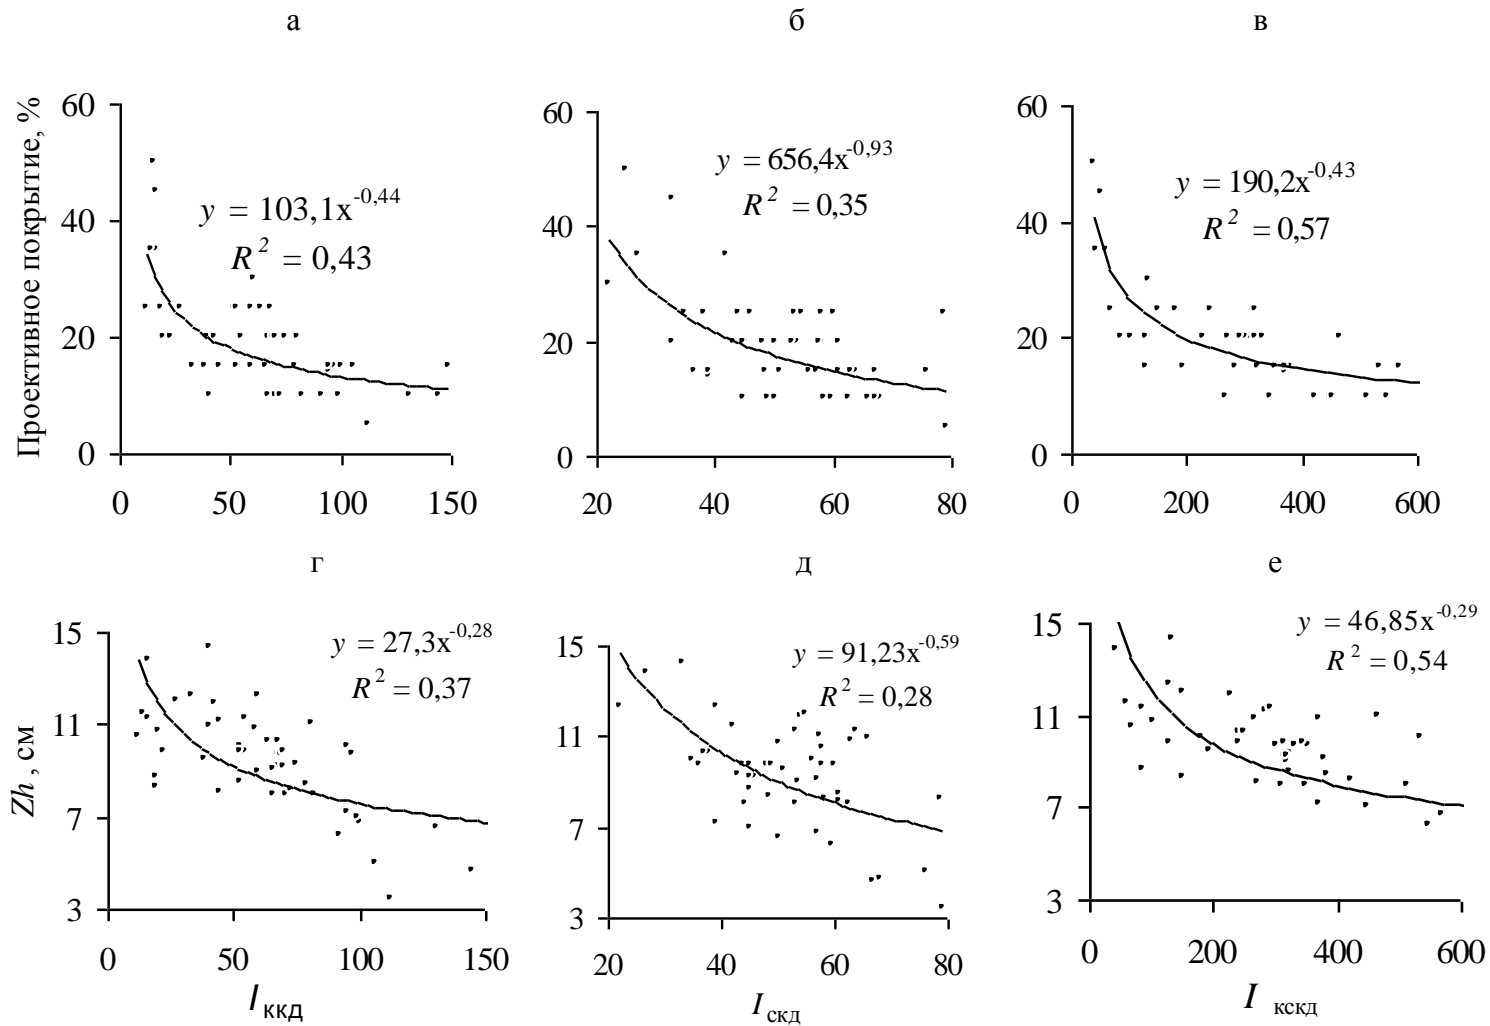 а
б
в
Проективное покрытие, %
60
40
20
0
0 50 100 150
y = 103,1x^-0,44
R^2 = 0,43
60
40
20
0
20 40 60 80
y = 656,4x^-0,93
R^2 = 0,35
60
40
20
0
0 200 400 600
y = 190,2x^-0,43
R^2 = 0,57
г
д
е
Zh, см
15
11
7
3
0 50 100 150
y = 27,3x^-0,28
R^2 = 0,37
I ккд
15
11
7
3
20 40 60 80
y = 91,23x^-0,59
R^2 = 0,28
I скд
15
11
7
3
0 200 400 600
y = 46,85x^-0,29
R^2 = 0,54
I кскд